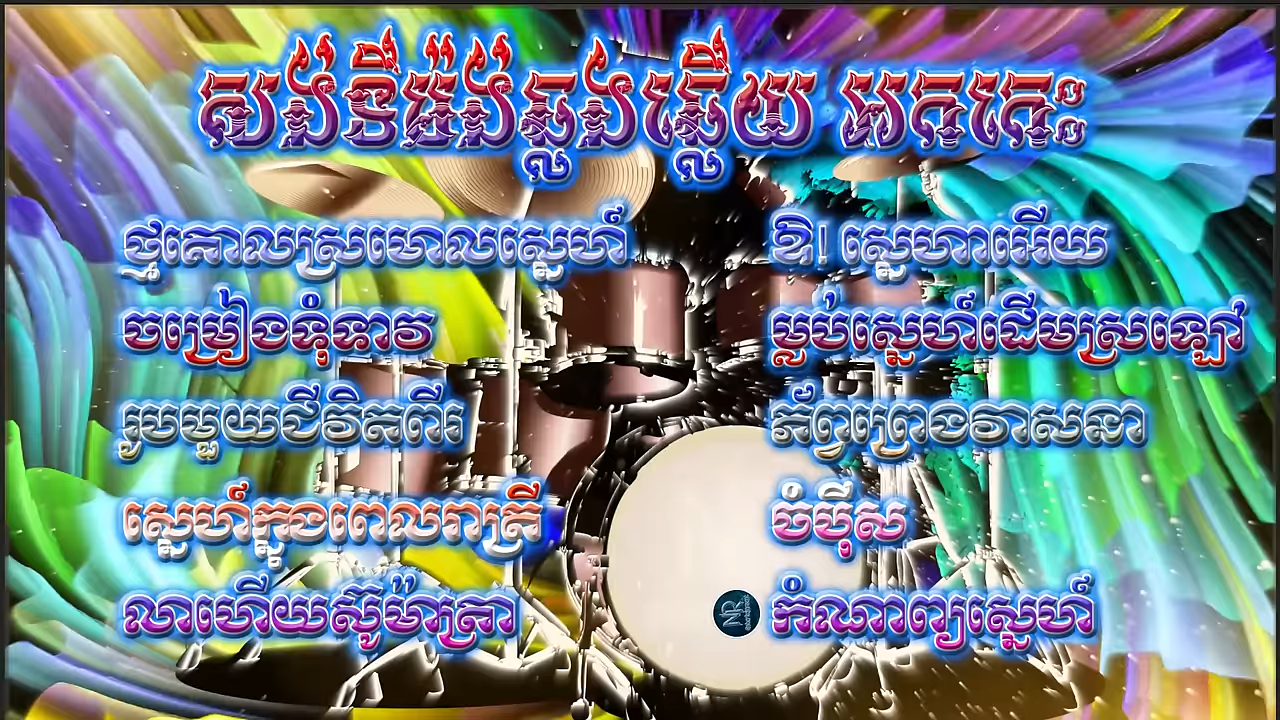 សង់ទីម៉ង់ឆ្លងឆ្លើយ អកកេះ
ថ្មគោលស្រហេលស្នេហ៍
ចម្រៀងទុំទាវ
រូបមួយជីវិតពីរ
ស្នេហ៍ក្នុងពេលរាត្រី
លាហើយស៊ូម៉ាត្រា
ឱ! ស្នេហាអើយ
ម្លប់ស្នេហ៍ដើមស្រឡៅ
ភ័ព្វព្រេងវាសនា
ចំប៉ីស
កំណាព្យស្នេហ៍
NR